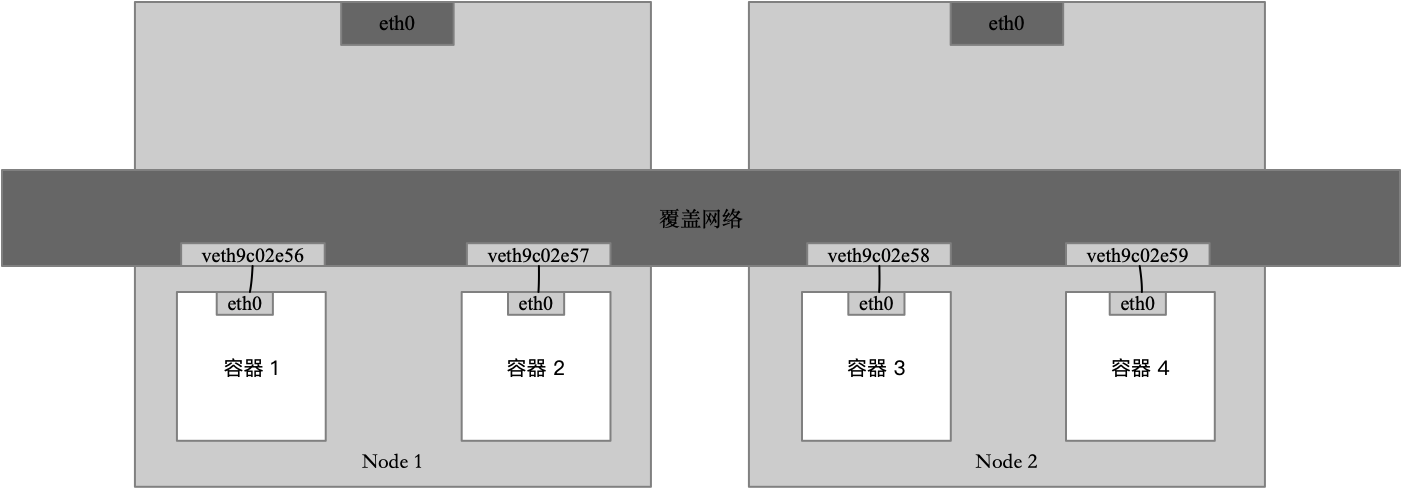 eth0
eth0
覆盖网络
veth9c02e56
veth9c02e57
veth9c02e58
veth9c02e59
eth0
eth0
eth0
eth0
容器 1
容器 2
容器 3
容器 4
Node 1
Node 2